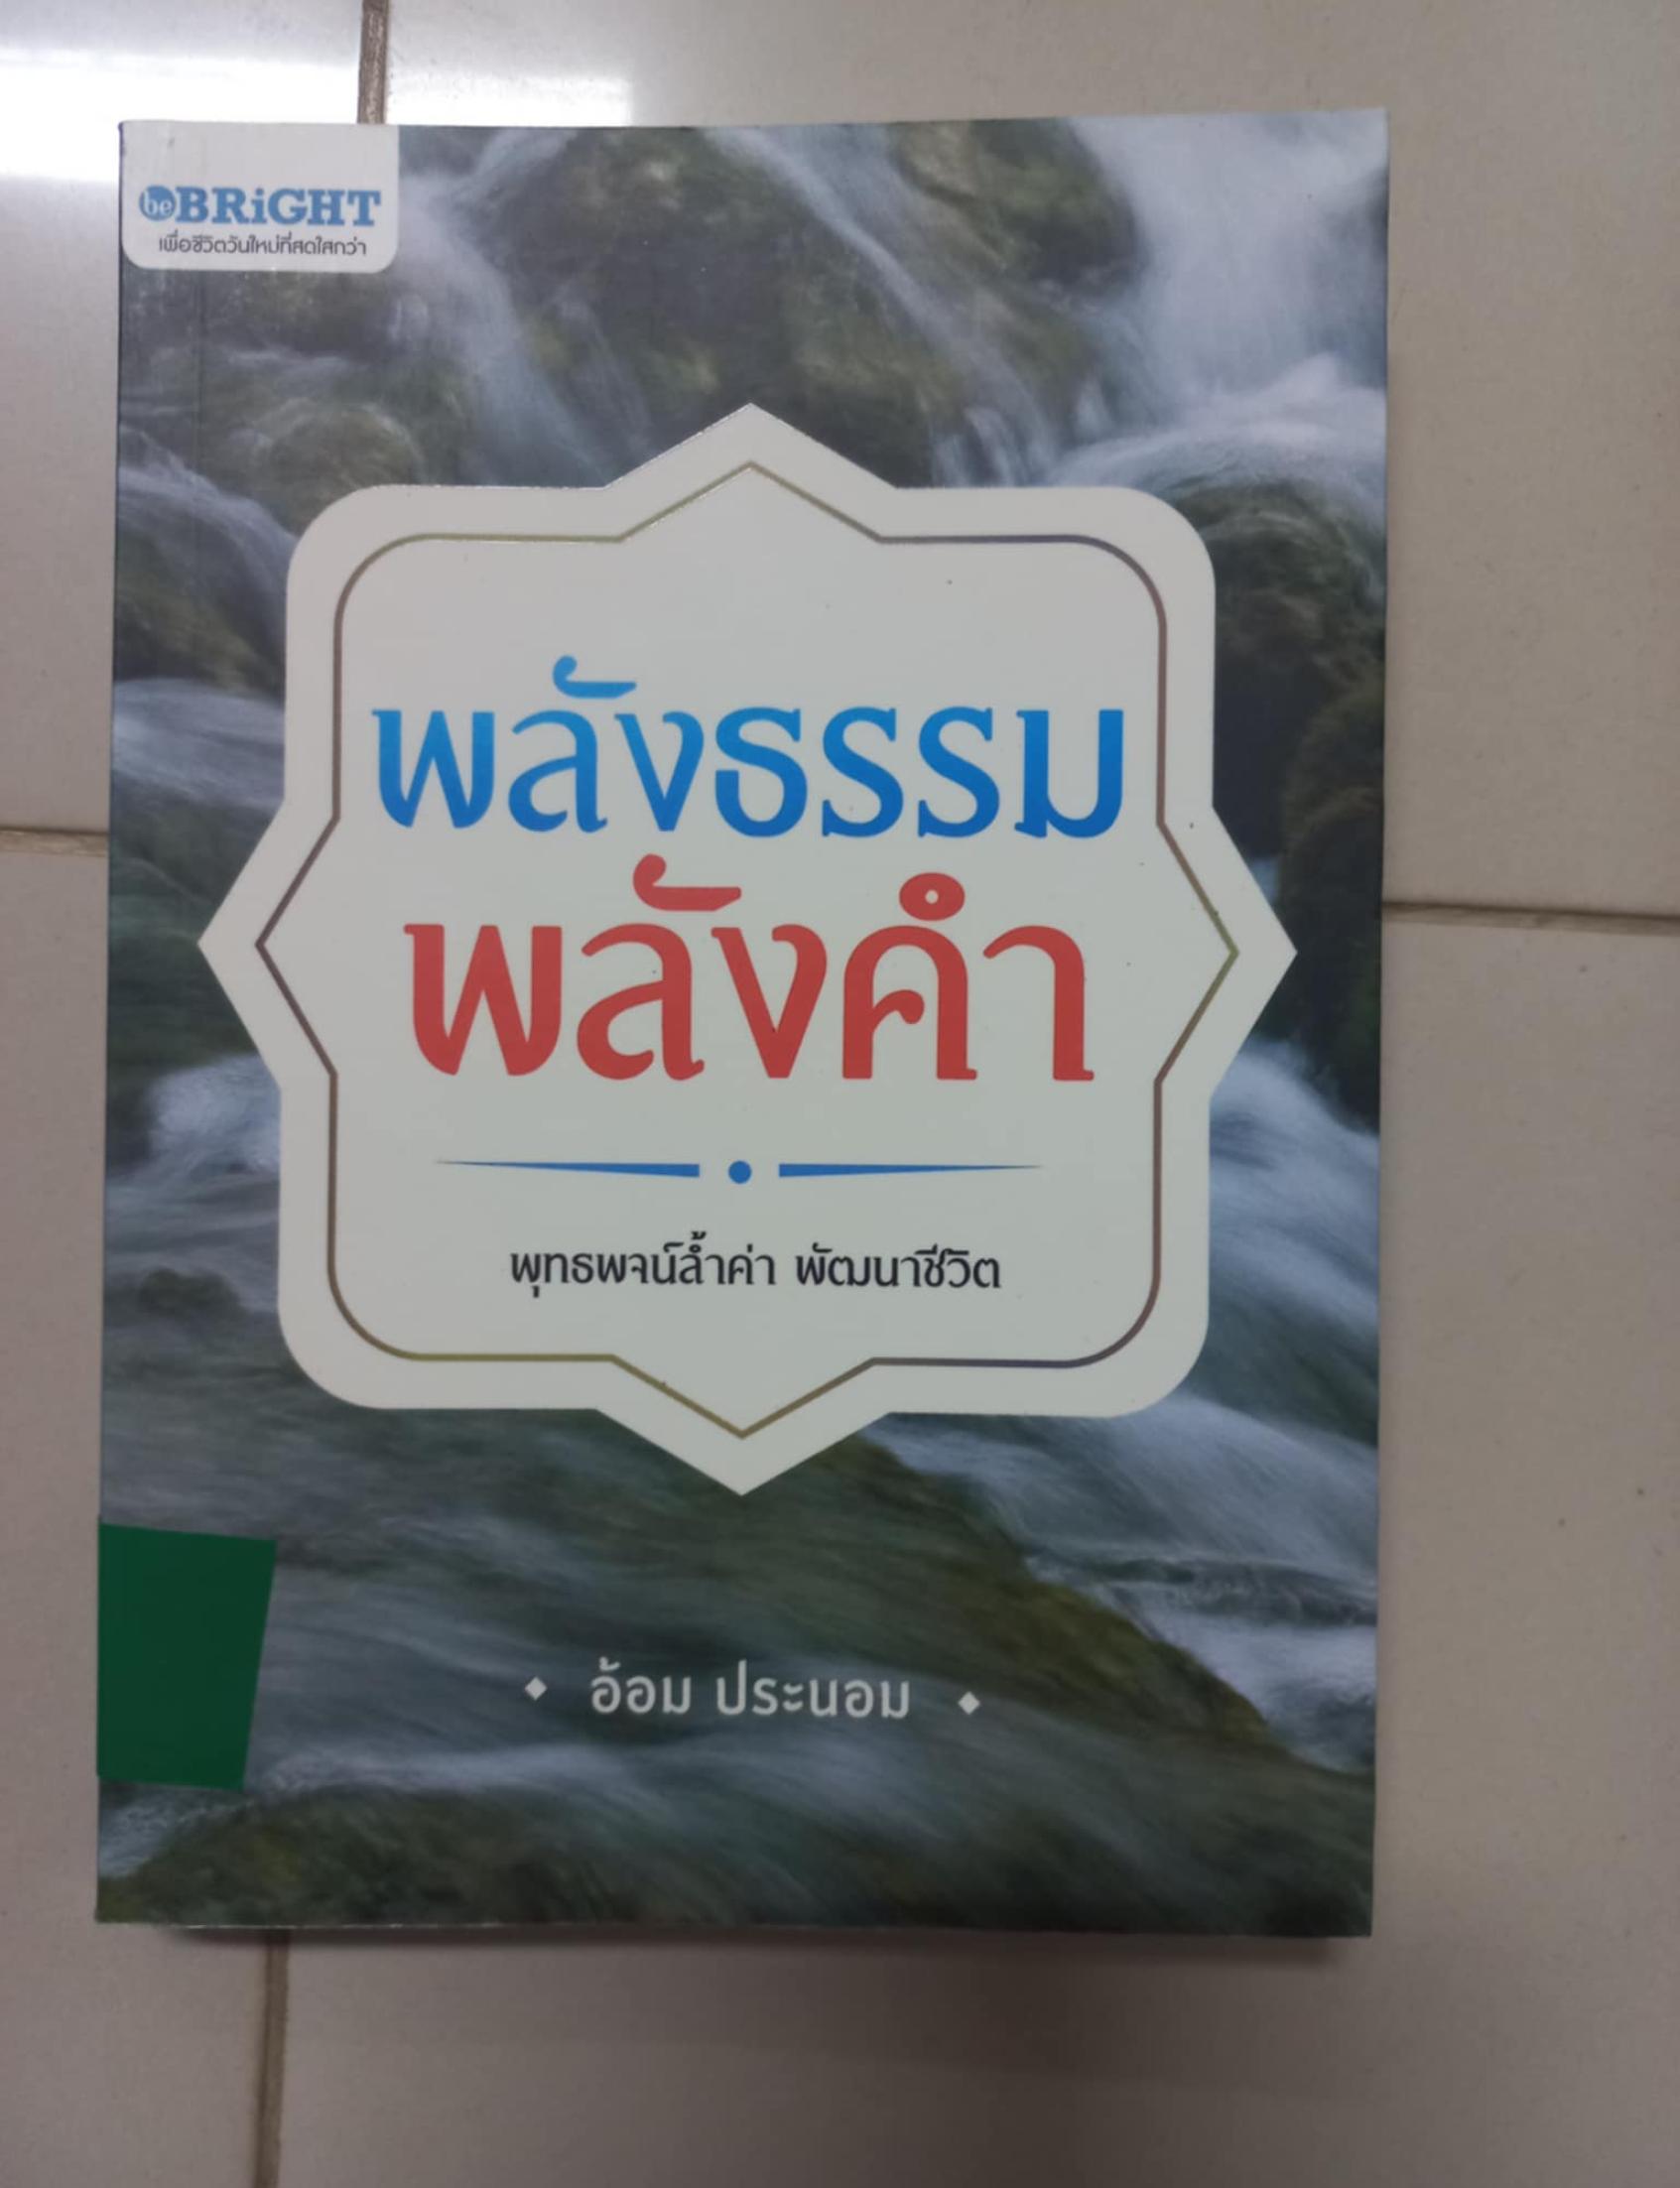 beBRiGHT
เพื่อชีวิตวันใหม่ที่สดใสกว่า
พลังธรรม
พลังคำ
พุทธพจน์ล้ำค่า พัฒนาชีวิต
อ้อม ประนอม